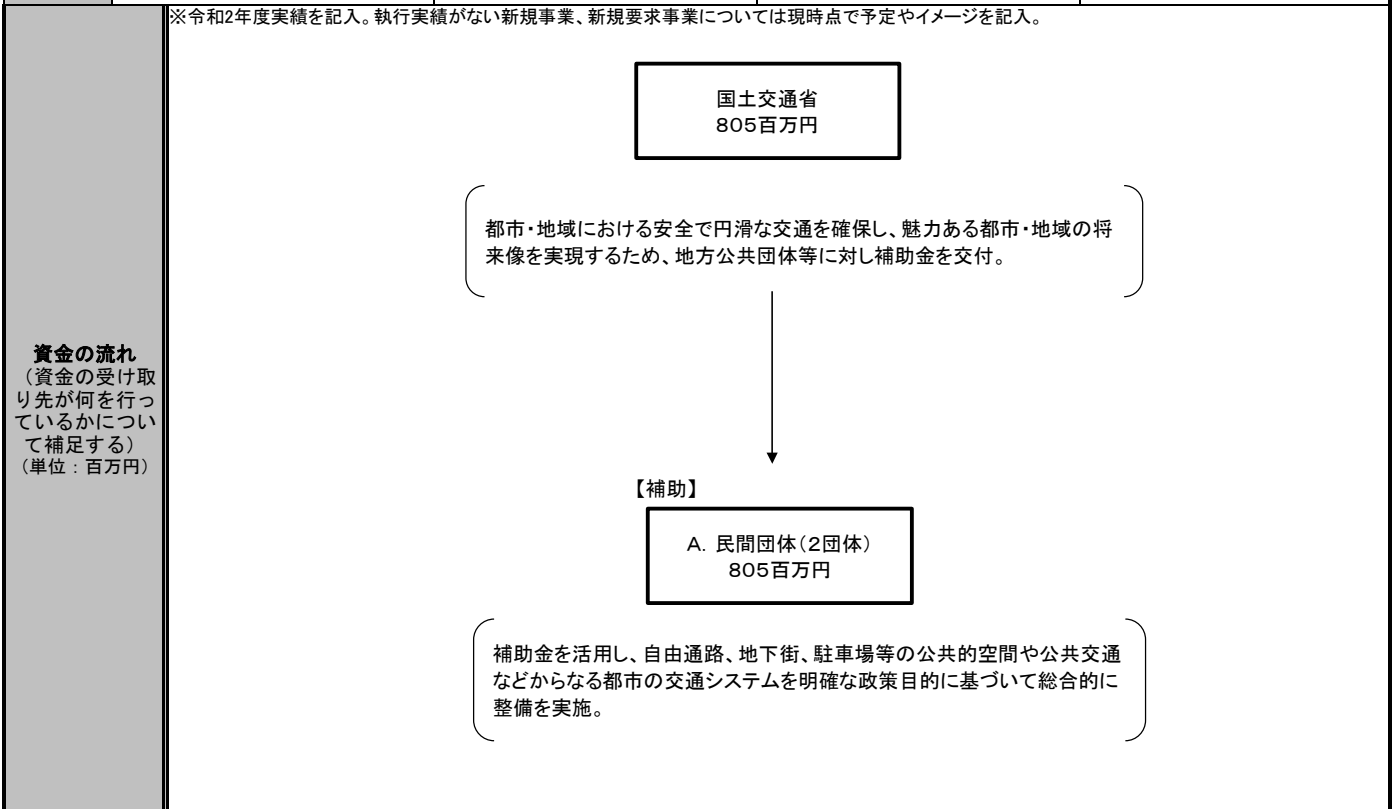 ※令和2年度実績を記入。執行実績がない新規事業、新規要求事業については現時点で予定やイメージを記入。
国土交通省
805百万円
都市・地域における安全で円滑な交通を確保し、魅力ある都市・地域の将
来像を実現するため、地方公共団体等に対し補助金を交付。
資金の流れ
（資金の受け取
り先が何を行っ
ているかについ
て補足する）
（単位：百万円）
【補助】
A．民間団体（2団体）
805百万円
補助金を活用し、自由通路、地下街、駐車場等の公共的空間や公共交通
などからなる都市の交通システムを明確な政策目的に基づいて総合的に
整備を実施。